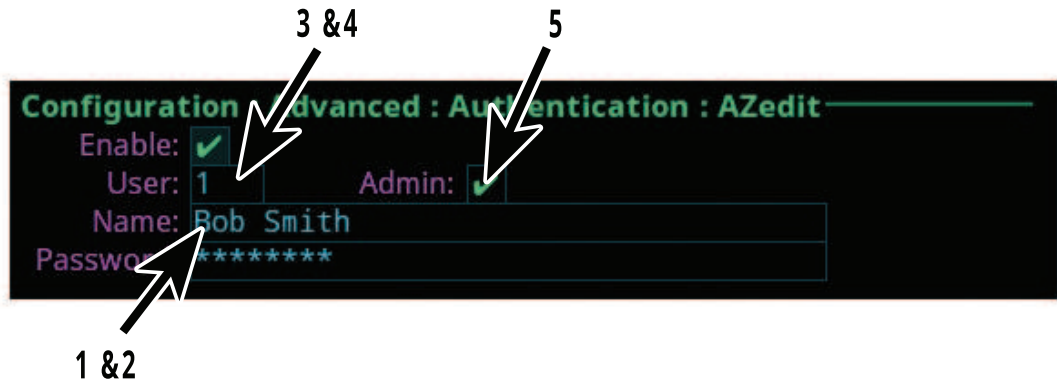 3 &4
5
Configuration : Advanced : Authentication : AZedit
Enable: ✔
User: 1 Admin: ✔
Name: Bob Smith
********
1 &2